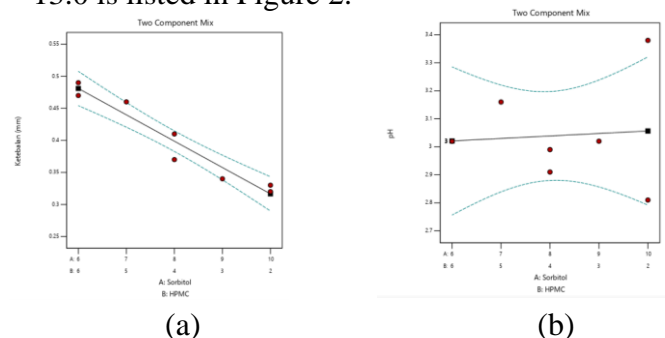 13.0 is listed in Figure 2.
Two Component Mix
0.55
0.5
0.45
0.4
0.35
0.3
0.25
Ketebalan (mm)
A: 6 7 8 9 10
B: 6 5 4 3 2
A: Sorbitol
B: HPMC
(a)
Two Component Mix
3.4
3.3
3.2
3.1
3
2.9
2.8
2.7
pH
3
A: 6 7 8 9 10
B: 6 5 4 3 2
A: Sorbitol
B: HPMC
(b)